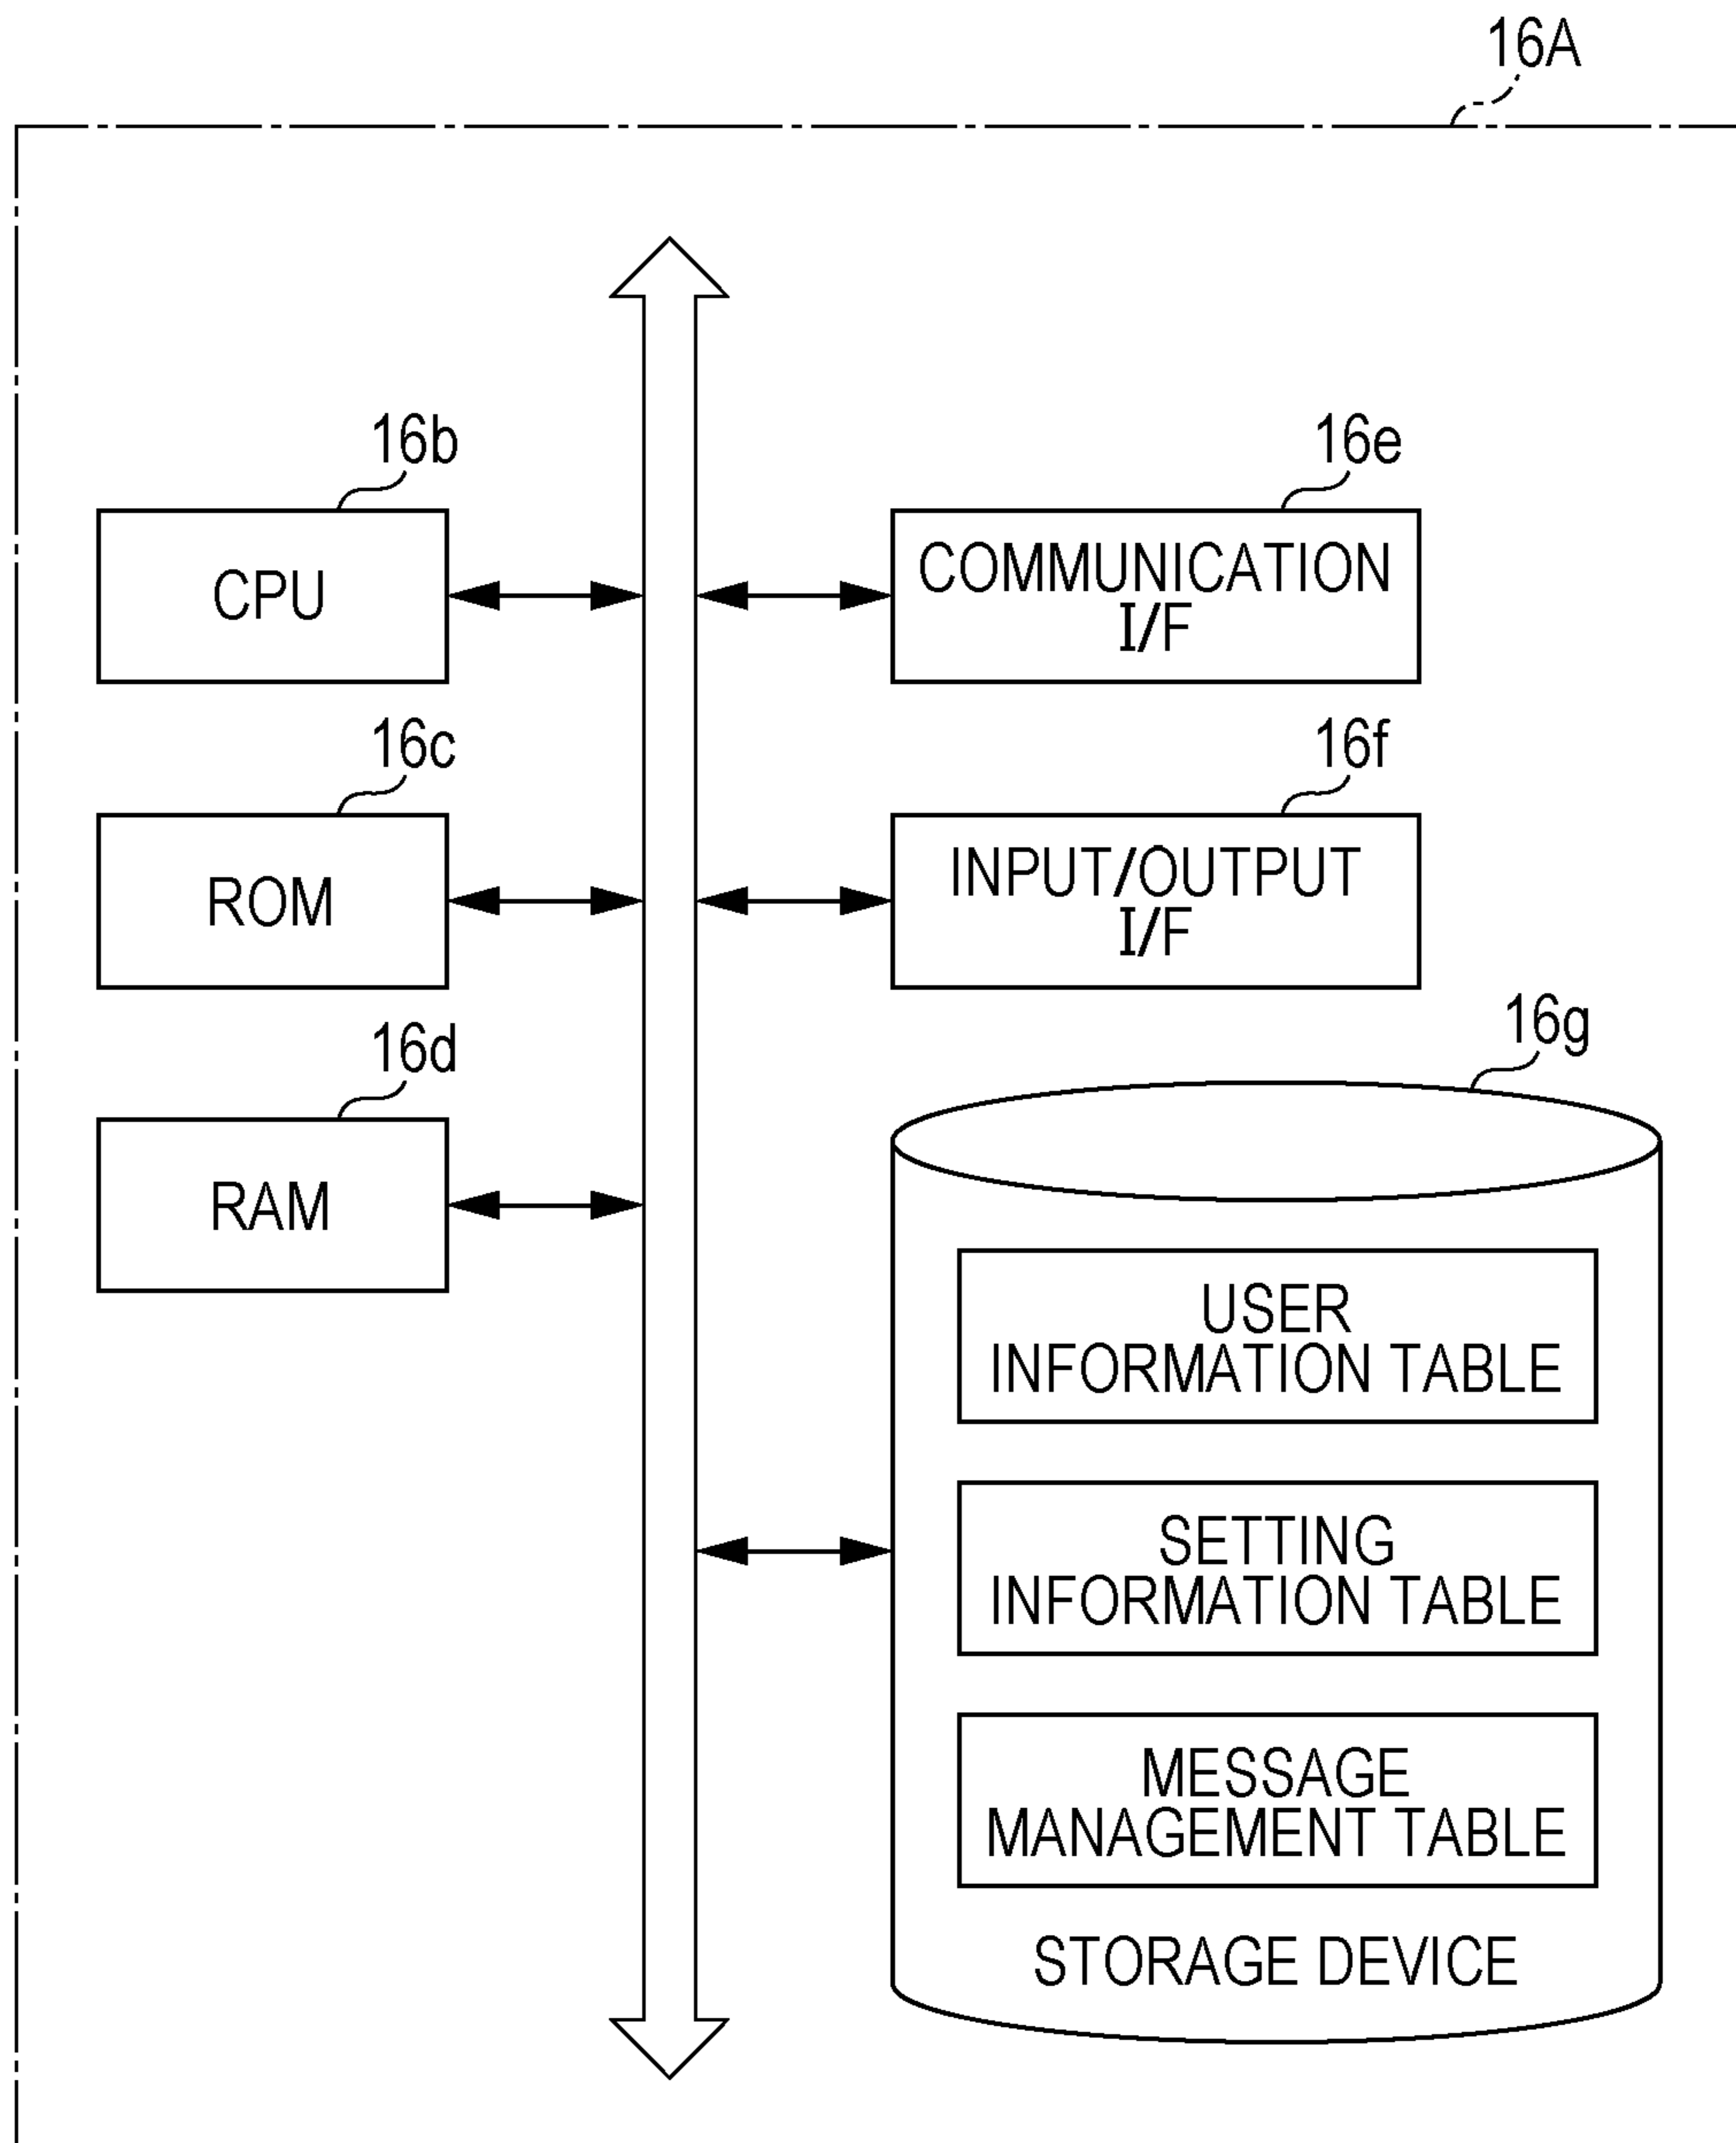 16A
16b
CPU
16c
ROM
16d
RAM
16e
COMMUNICATION
I/F
16f
INPUT/OUTPUT
I/F
16g
USER
INFORMATION TABLE
SETTING
INFORMATION TABLE
MESSAGE
MANAGEMENT TABLE
STORAGE DEVICE